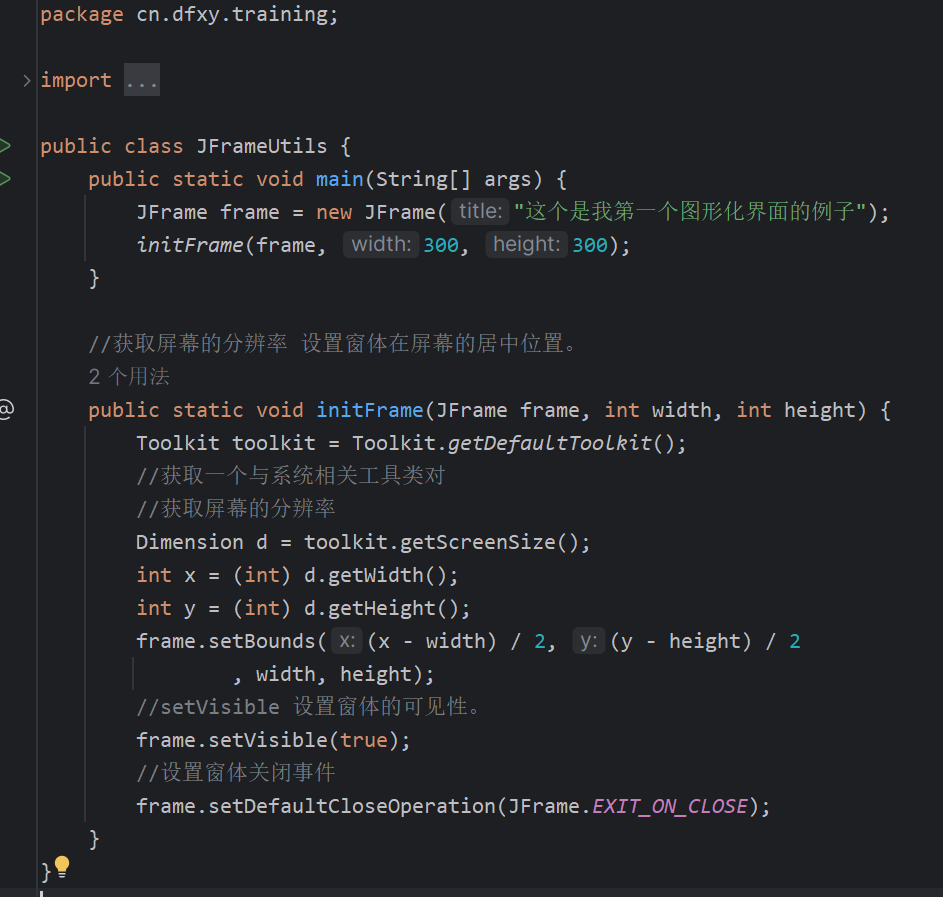 package cn.dfxy.training;
import ...
public class JFrameUtils {
public static void main(String[] args) {
JFrame frame = new JFrame( title: "这个是我第一个图形化界面的例子");
initFrame(frame, width: 300, height: 300);
}
//获取屏幕的分辨率 设置窗体在屏幕的居中位置。
2 个用法
@
public static void initFrame(JFrame frame, int width, int height) {
Toolkit toolkit = Toolkit.getDefaultToolkit();
//获取一个与系统相关工具类对
//获取屏幕的分辨率
Dimension d = toolkit.getScreenSize();
int x = (int) d.getWidth();
int y = (int) d.getHeight();
frame.setBounds( x: (x - width) / 2, y: (y - height) / 2
, width, height);
//setVisible 设置窗体的可见性。
frame.setVisible(true);
//设置窗体关闭事件
frame.setDefaultCloseOperation(JFrame.EXIT_ON_CLOSE);
}
}